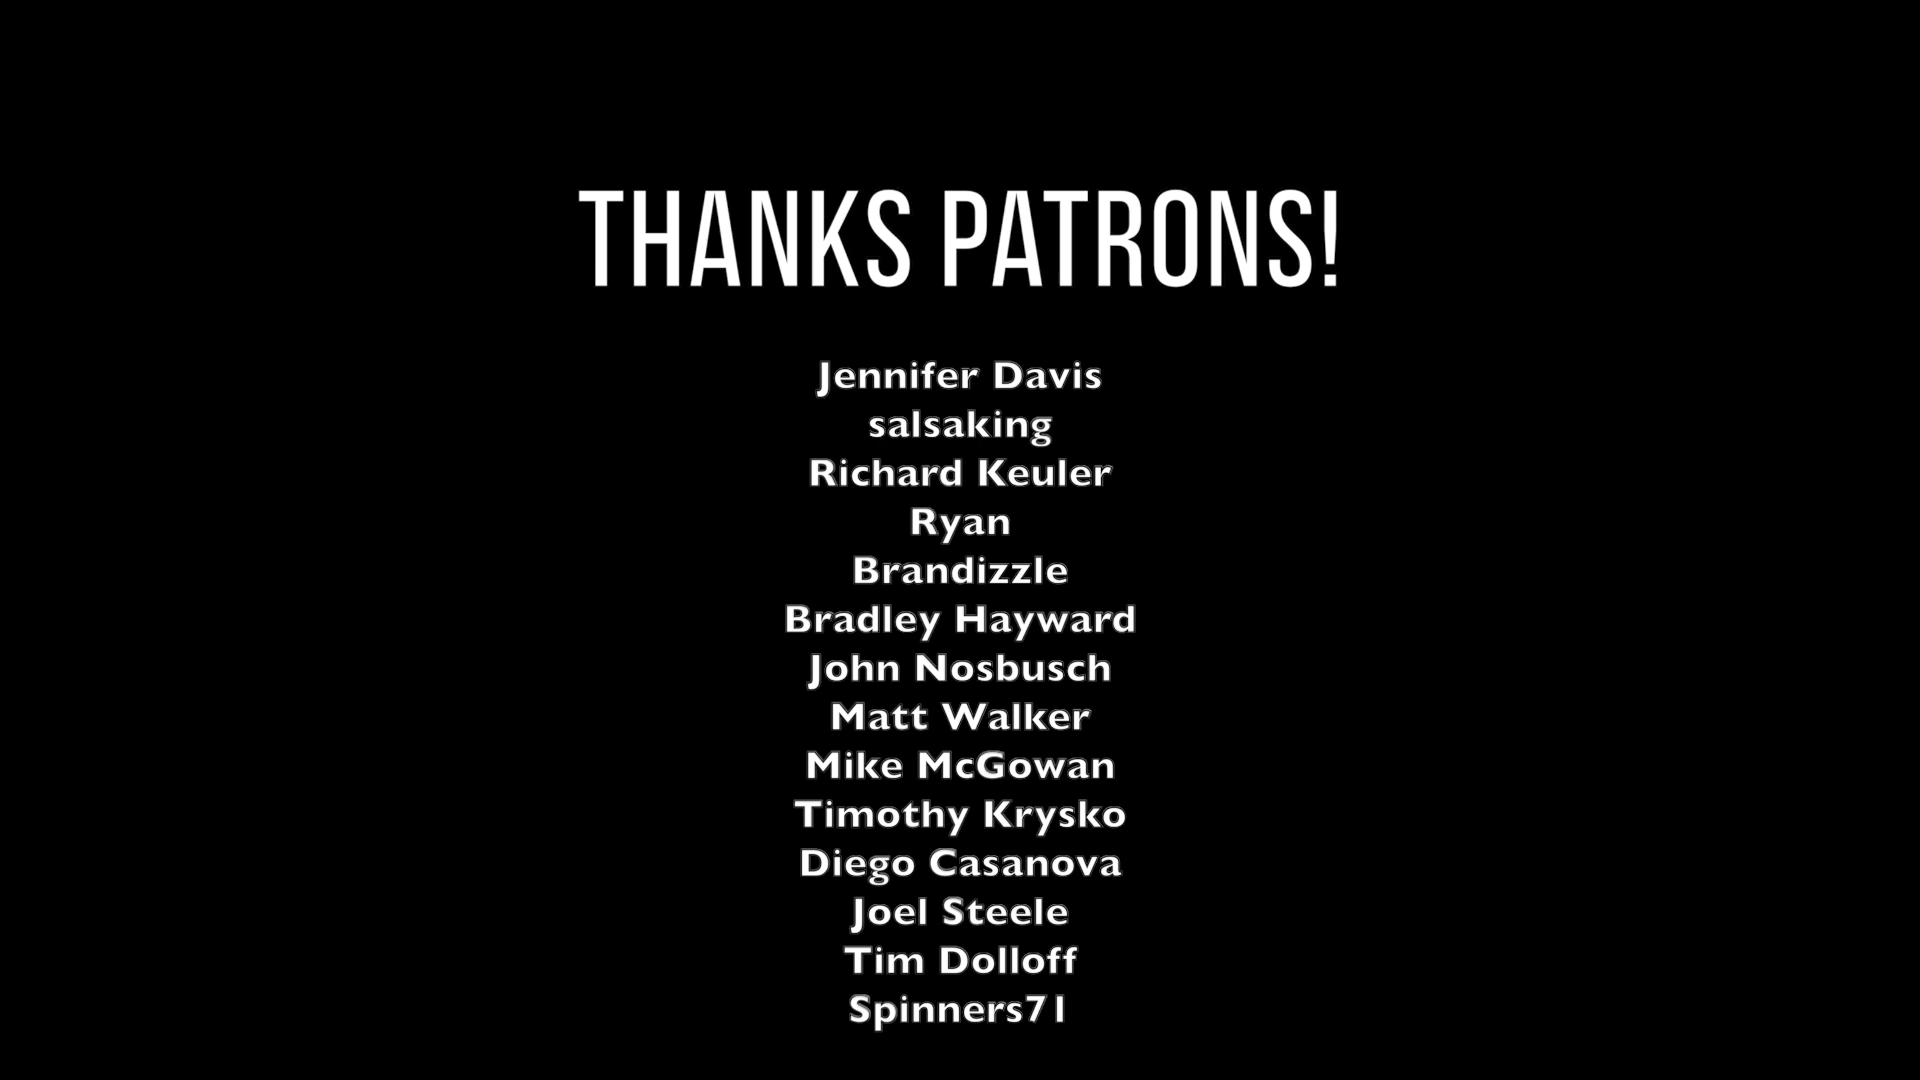 THANKS PATRONS!
Jennifer Davis
salsaking
Richard Keuler
Ryan
Brandizzle
Bradley Hayward
John Nosbusch
Matt Walker
Mike McGowan
Timothy Krysko
Diego Casanova
Joel Steele
Tim Dolloff
Spinners71